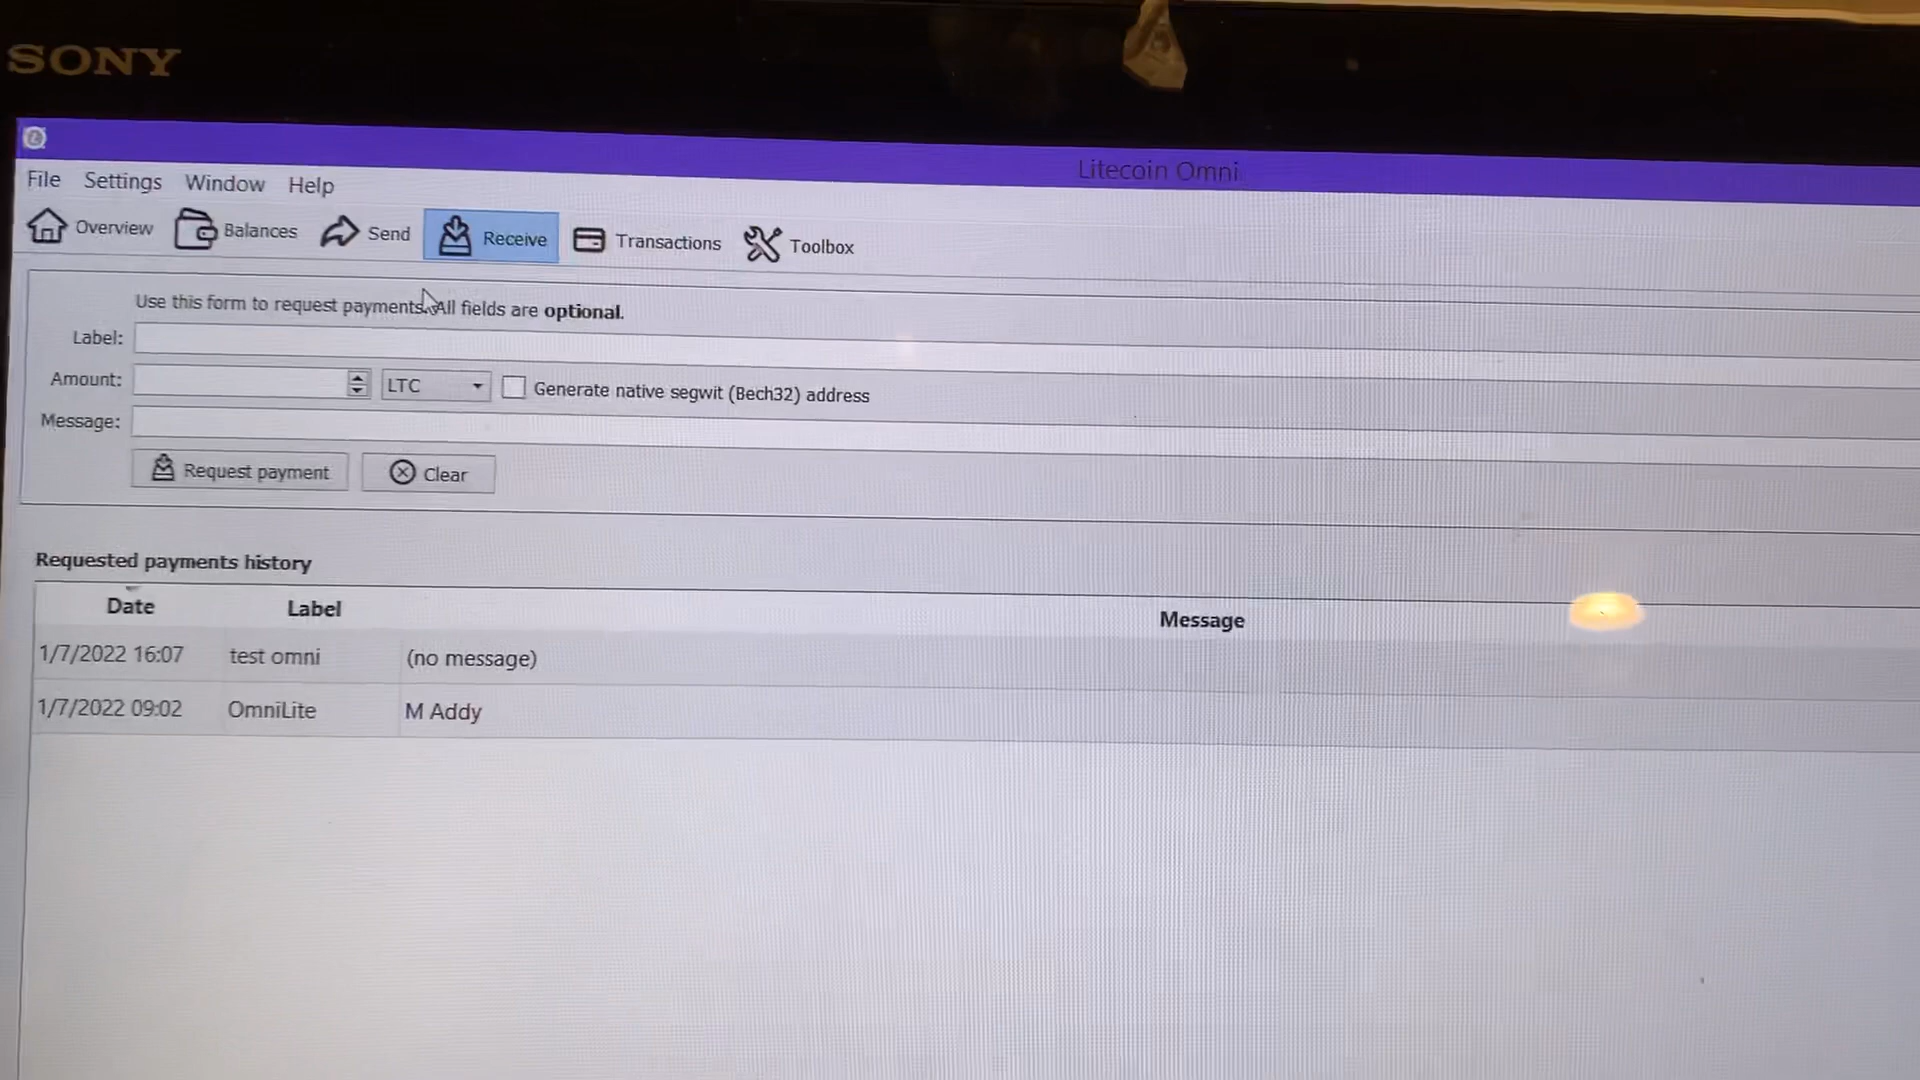 SONY
Litecoin Omni
File Settings Window Help
Overview Balances Send Receive Transactions Toolbox
Use this form to request payments. All fields are optional.
Label:
Amount: LTC Generate native segwit (Bech32) address
Message:
Request payment Clear
Requested payments history
Date Label Message
1/7/2022 16:07 test omni (no message)
1/7/2022 09:02 OmniLite M Addy